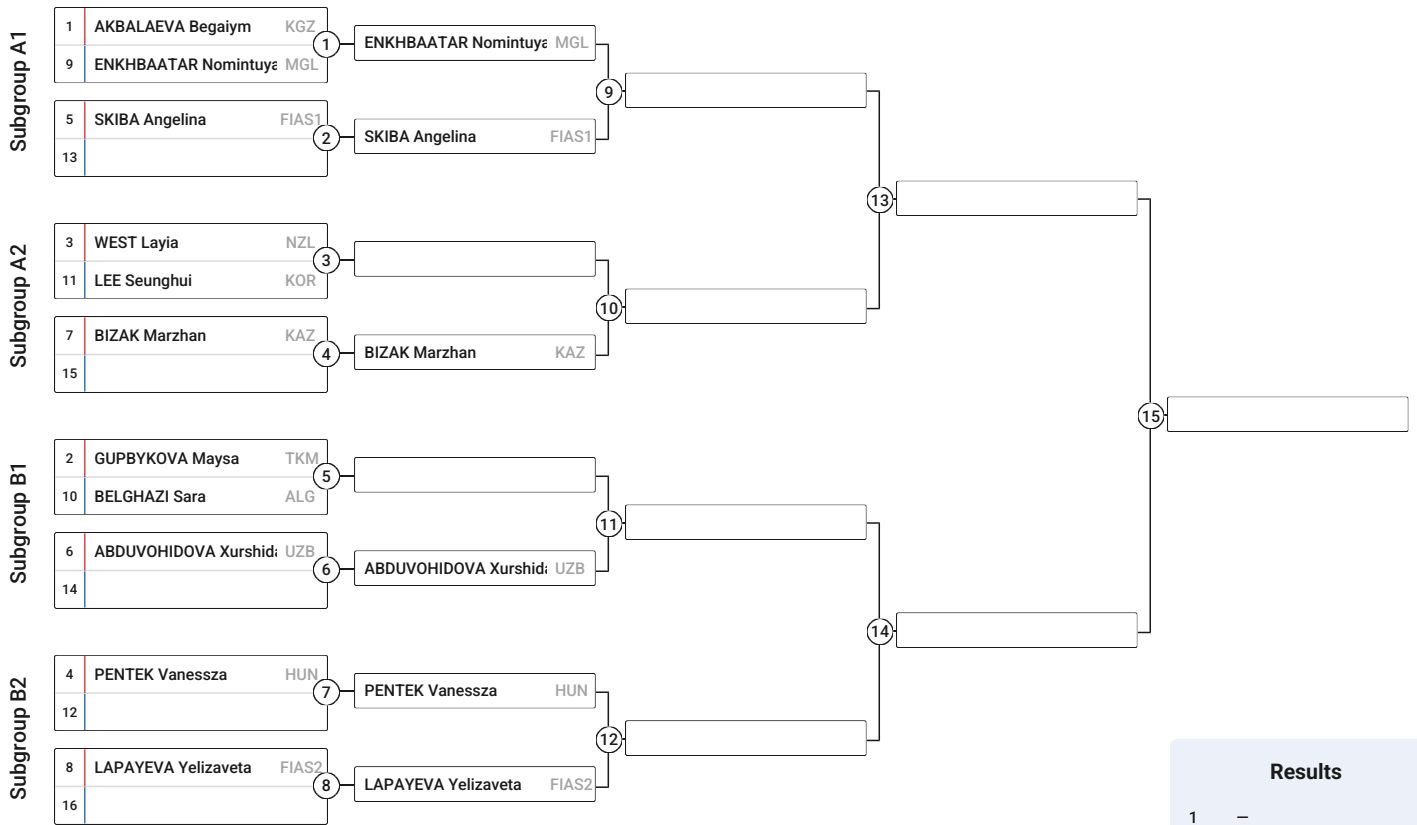 Subgroup A1
1 AKBALAEVA Begaiym KGZ
9 ENKHBAATAR Nomintuya MGL
1
ENKHBAATAR Nomintuya MGL
5 SKIBA Angelina FIAS1
13
2
SKIBA Angelina FIAS1
9
Subgroup A2
3 WEST Layia NZL
11 LEE Seunghui KOR
3
7 BIZAK Marzhan KAZ
15
4
BIZAK Marzhan KAZ
10
13
Subgroup B1
2 GUPBYKOVA Maysa TKM
10 BELGHAZI Sara ALG
5
6 ABDUVOHIDOVA Xurshida UZB
14
6
ABDUVOHIDOVA Xurshida UZB
11
Subgroup B2
4 PENTEK Vanessza HUN
12
7
PENTEK Vanessza HUN
8 LAPAYEVA Yelizaveta FIAS2
16
8
LAPAYEVA Yelizaveta FIAS2
12
14
15
Results
1 –